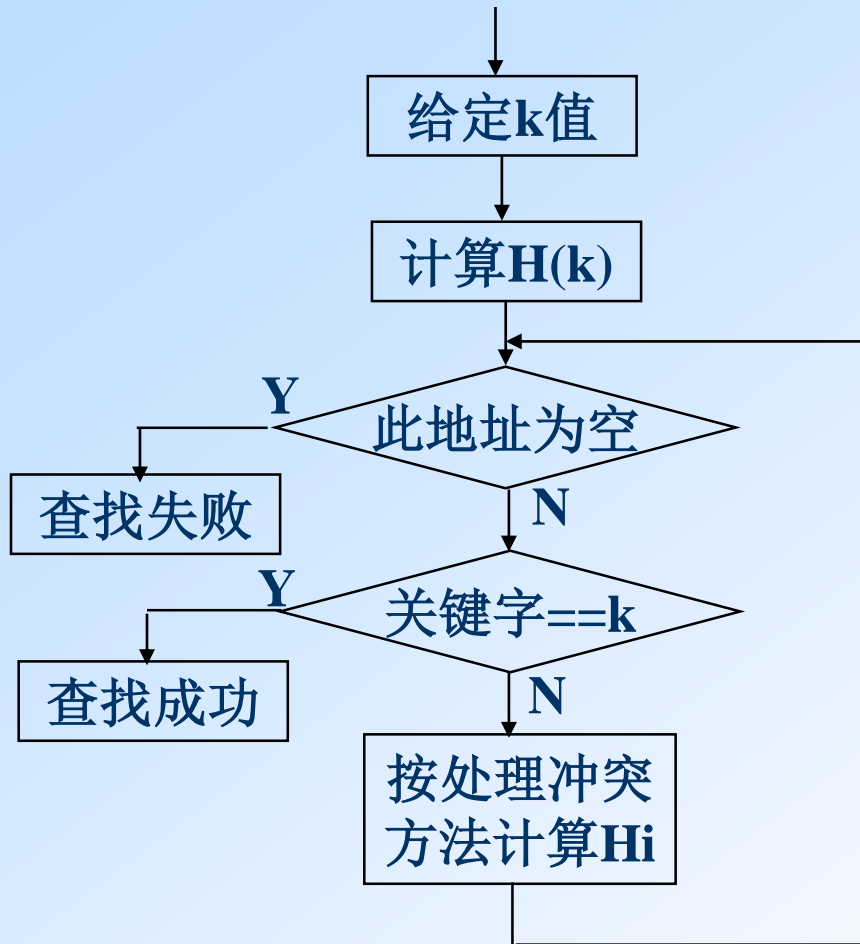 给定k值
计算H(k)
Y
此地址为空
查找失败
N
Y
关键字==k
查找成功
N
按处理冲突
方法计算Hi